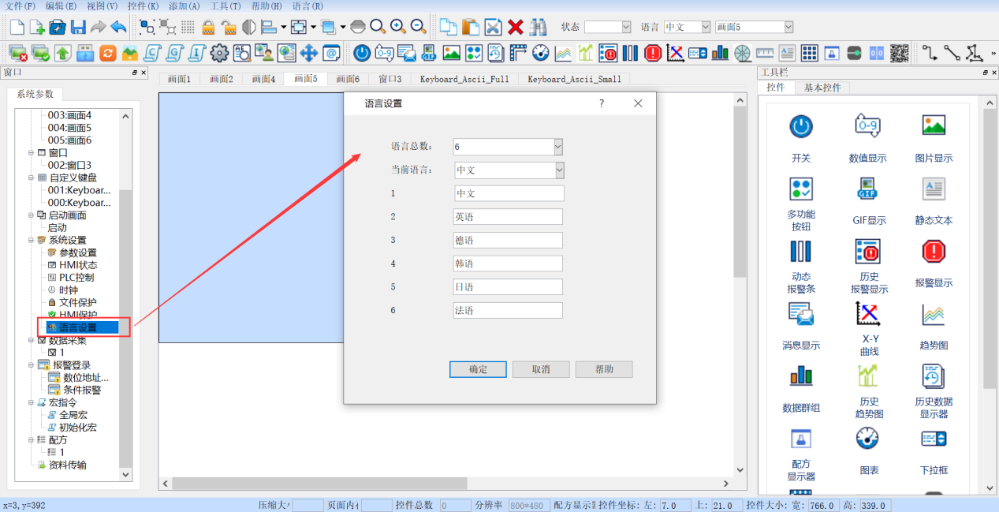 文件(F) 编辑(E) 视图(V) 控件(K) 添加(A) 工具(T) 帮助(H) 语言(R)
状态 语言 中文 画面5
窗口
系统参数
003:画面4
004:画面5
005:画面6
窗口
002:窗口3
自定义键盘
001:Keyboar...
000:Keyboar...
启动画面
启动
系统设置
参数设置
HMI状态
PLC控制
时钟
文件保护
HMI保护
语言设置
数据采集
1
报警登录
数位地址...
条件报警
宏指令
全局宏
初始化宏
配方
1
资料传输
画面1 画面2 画面4 画面5 画面6 窗口3 Keyboard_Ascii_Full Keyboard_Ascii_Small
语言设置 ?
语言总数: 6
当前语言: 中文
1 中文
2 英语
3 德语
4 韩语
5 日语
6 法语
确定 取消 帮助
工具栏
控件 基本控件
开关 数值显示 图片显示
多功能
按钮
GIF显示 静态文本
动态
报警条
历史
报警显示
报警显示
消息显示
X-Y
曲线
趋势图
数据群组
历史
趋势图
历史数据
显示器
配方
显示器
图表 下拉框
x=3,y=392 压缩大 页面内存 控件总数 0 分辨率 800*480 配方显示 控件坐标: 左: 7.0 上: 21.0 控件大小: 宽: 766.0 高: 339.0